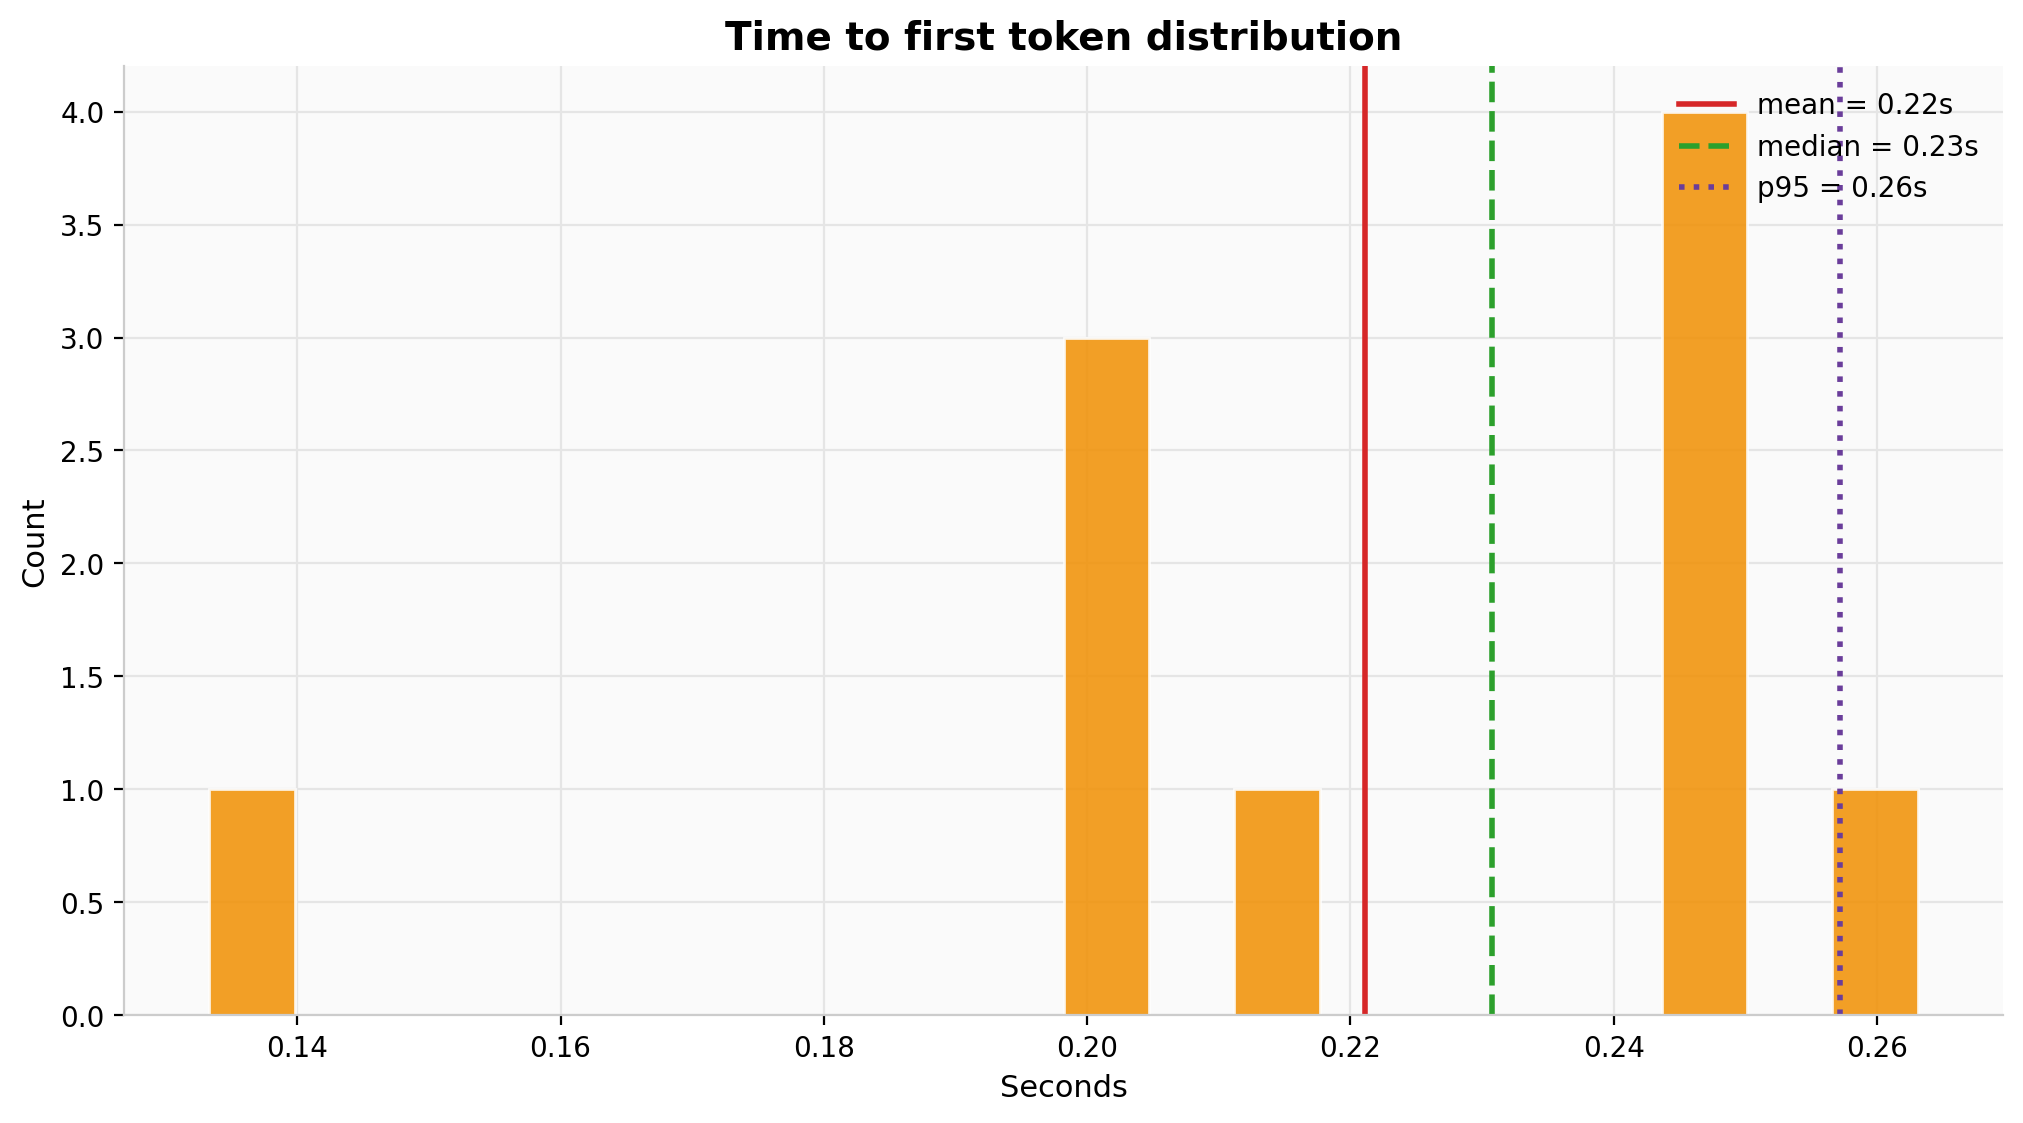 Time to first token distribution
mean = 0.22s
median = 0.23s
p95 = 0.26s
Count
4.0
3.5
3.0
2.5
2.0
1.5
1.0
0.5
0.0
0.14 0.16 0.18 0.20 0.22 0.24 0.26
Seconds